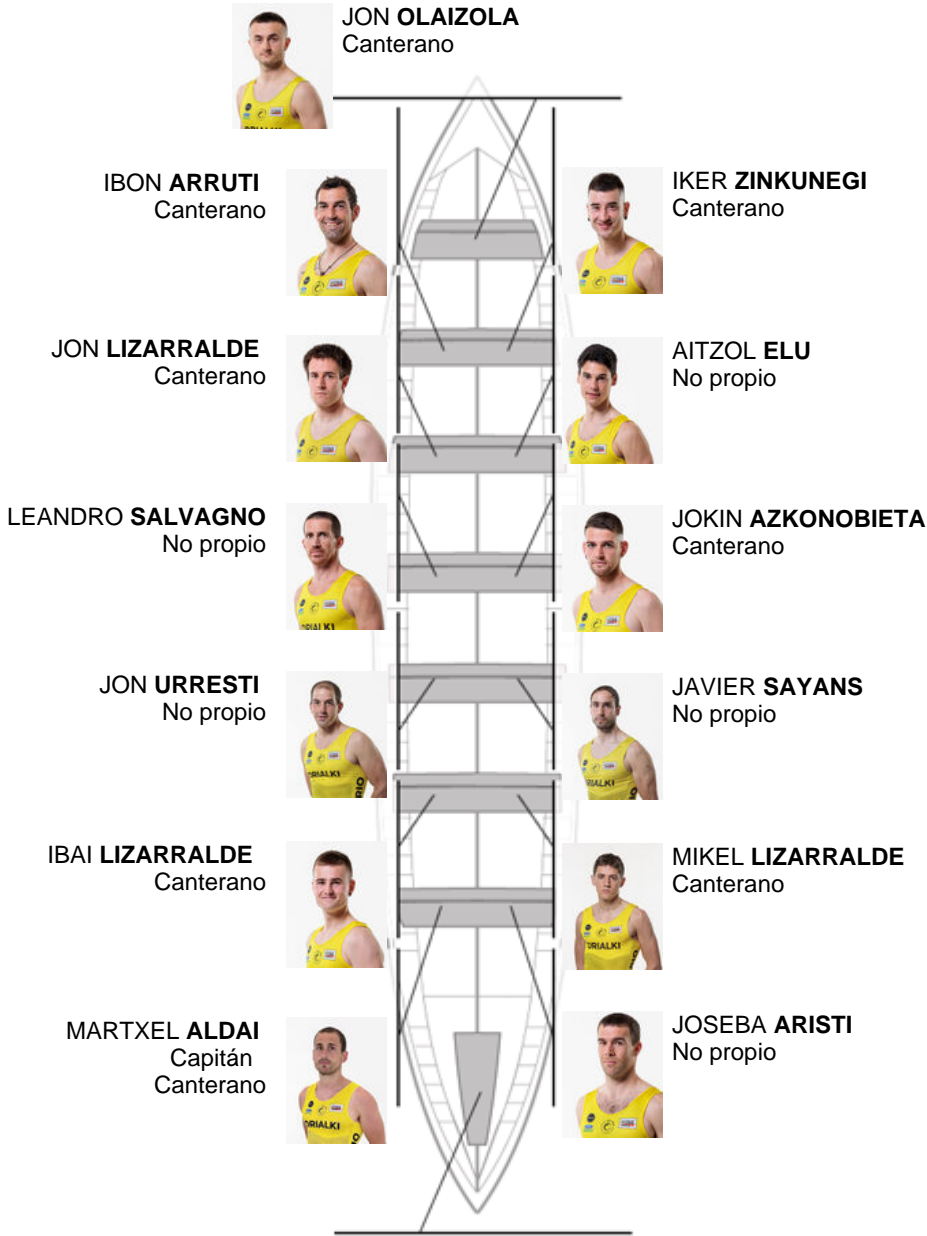 JON OLAIZOLA
Canterano
IBON ARRUTI
Canterano
IKER ZINKUNEGI
Canterano
JON LIZARRALDE
Canterano
AITZOL ELU
No propio
LEANDRO SALVAGNO
No propio
JOKIN AZKONOBIETA
Canterano
JON URRESTI
No propio
JAVIER SAYANS
No propio
IBAI LIZARRALDE
Canterano
MIKEL LIZARRALDE
Canterano
MARTXEL ALDAI
Capitán
Canterano
JOSEBA ARISTI
No propio